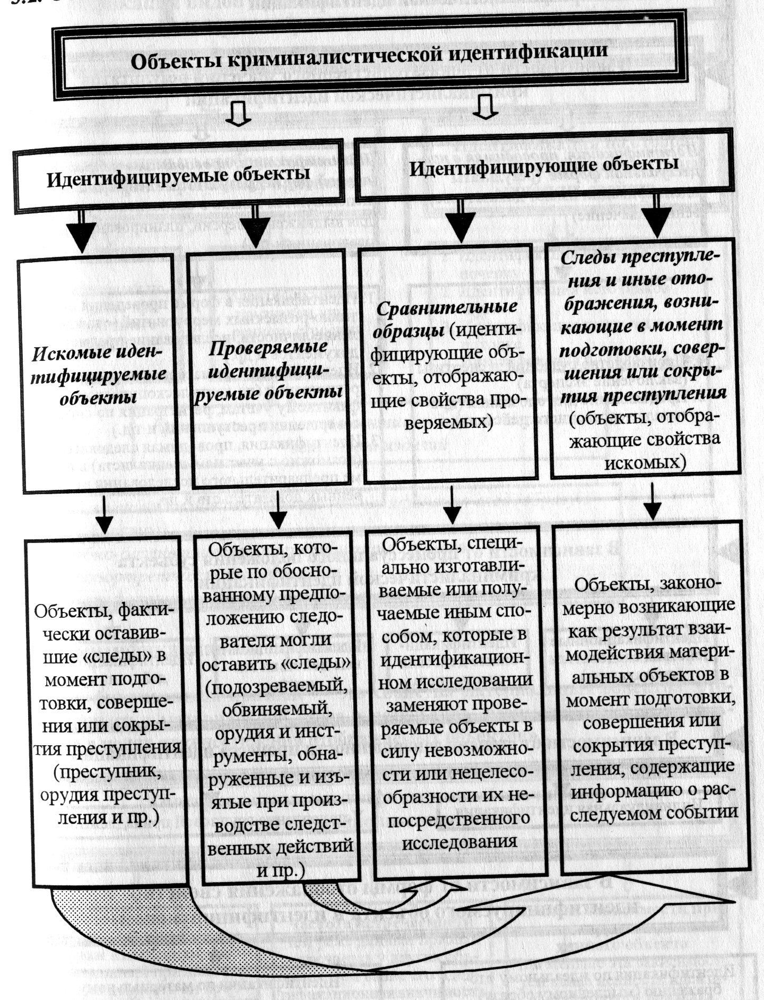 Объекты криминалистической идентификации
Идентифицируемые объекты
Идентифицирующие объекты
Искомые иден-
тифицируемые
объекты
Проверяемые
идентифици-
руемые объекты
Сравнительные
образцы (иденти-
фицирующие объ-
екты, отображаю-
щие свойства про-
веряемых)
Следы преступле-
ния и иные ото-
бражения, возни-
кающие в момент
подготовки, совер-
шения или сокры-
тия преступления
(объекты, отобра-
жающие свойства
искомых)
Объекты, факти-
чески оставив-
шие «следы» в
момент подго-
товки, соверше-
ния или сокры-
тия преступления
(преступник,
орудия преступ-
ления и пр.)
Объекты, кото-
рые по обосно-
ванному предпо-
ложению следо-
вателя могли
оставить «следы»
(подозреваемый,
обвиняемый,
орудия и инст-
рументы, обна-
руженные и изъ-
ятые при произ-
водстве следст-
венных действий
и пр.)
Объекты, специ-
ально изготавли-
ваемые или полу-
чаемые иным спо-
собом, которые в
идентификацион-
ном исследовании
заменяют прове-
ряемые объекты в
силу невозможно-
сти или нецелесо-
образности их не-
посредственного
исследования
Объекты, законо-
мерно возникающие
как результат взаи-
модействия матери-
альных объектов в
момент подготовки,
совершения или
сокрытия преступ-
ления, содержащие
информацию о рас-
следуемом событии